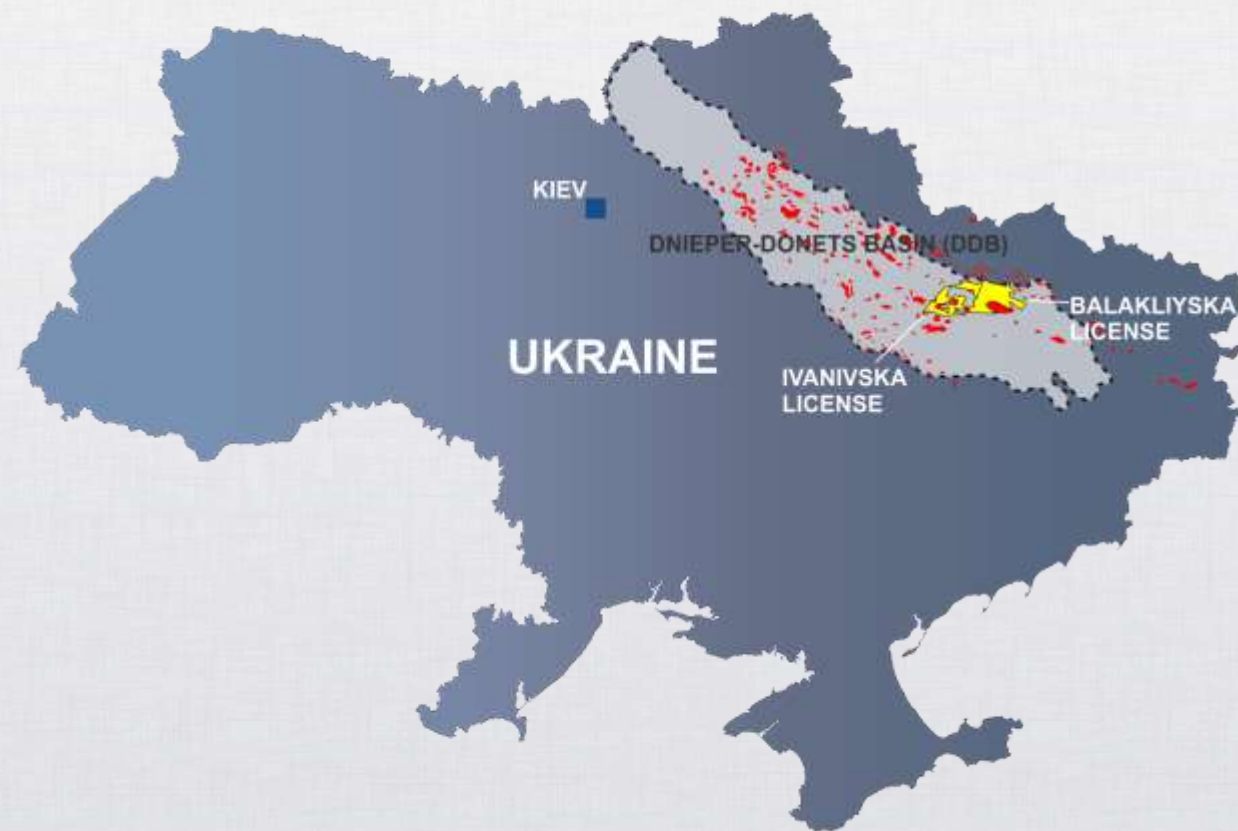 KIEV
DNIEPER-DONETS BASIN (DDB)
BALAKLIYSKA
LICENSE
UKRAINE
IVANIVSKA
LICENSE